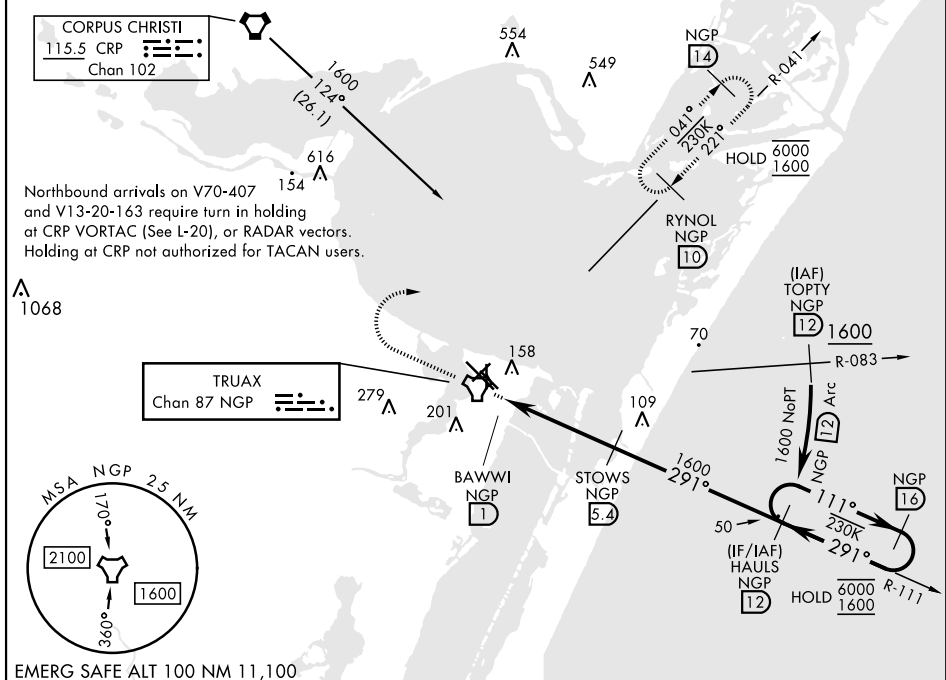 CORPUS CHRISTI
115.5 CRP
Chan 102
1600
124°
(26.1)
554
549
NGP
14
R-041
041°
230K
221°
HOLD 6000
1600
616
154
Northbound arrivals on V70-407
and V13-20-163 require turn in holding
at CRP VORTAC (See L-20), or RADAR vectors.
Holding at CRP not authorized for TACAN users.
RYNOL
NGP
10
1068
(IAF)
TOPTY
NGP
12
1600
70
R-083
158
TRUAX
Chan 87 NGP
279
201
109
1600 NoPT
NGP 12 Arc
BAWWI
NGP
1
STOWS
NGP
5.4
1600
291°
NGP
16
111°
230K
291°
50
(IF/IAF)
HAULS
NGP
12
HOLD 6000
1600
R-111
MSA NGP 25 NM
170°
2100
1600
360°
EMERG SAFE ALT 100 NM 11,100